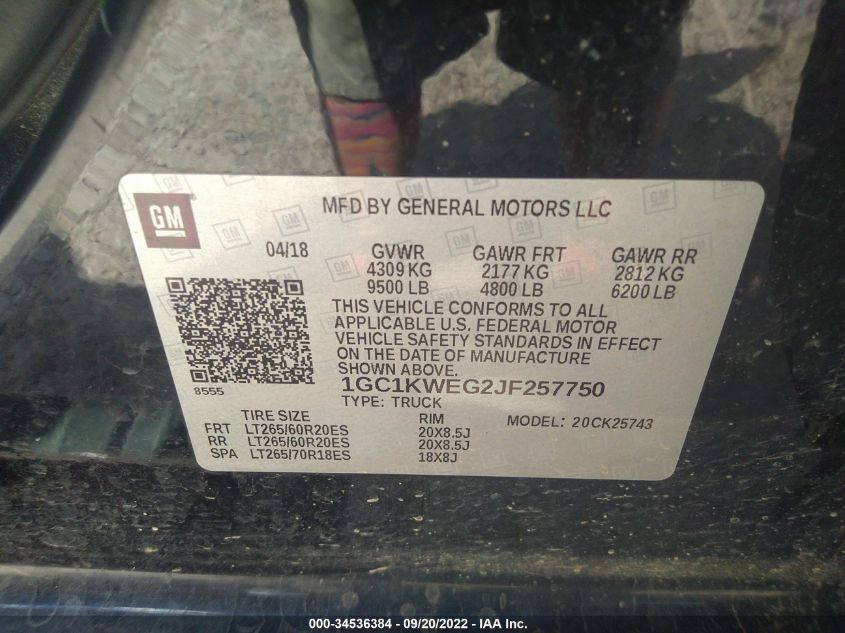 GM
MFD BY GENERAL MOTORS LLC
04/18 GVWR GAWR FRT GAWR RR
4309 KG 2177 KG 2812 KG
9500 LB 4800 LB 6200 LB
THIS VEHICLE CONFORMS TO ALL
APPLICABLE U.S. FEDERAL MOTOR
VEHICLE SAFETY STANDARDS IN EFFECT
ON THE DATE OF MANUFACTURE
SHOWN ABOVE.
8555
1GC1KWEG2JF257750
TYPE: TRUCK
TIRE SIZE RIM MODEL: 20CK25743
FRT LT265/60R20ES 20X8.5J
RR LT265/60R20ES 20X8.5J
SPA LT265/70R18ES 18X8J
000-34536384 - 09/20/2022 - IAA Inc.